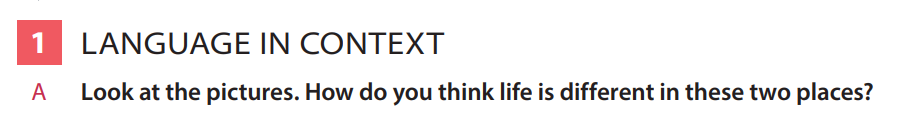 1 LANGUAGE IN CONTEXT
A Look at the pictures. How do you think life is different in these two places?